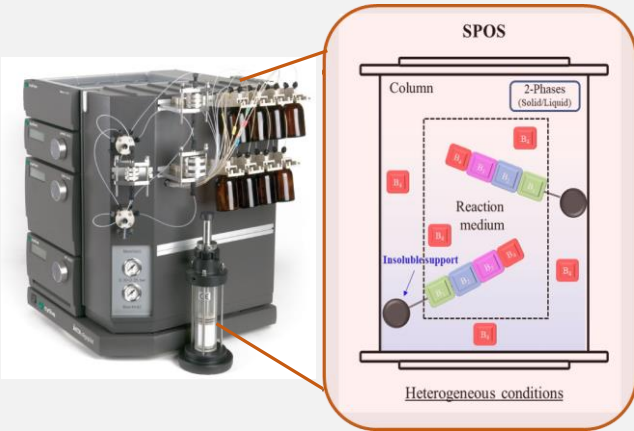 SPOS
Column
2-Phases
(Solid/Liquid)
Reaction
medium
Insoluble support
Heterogeneous conditions